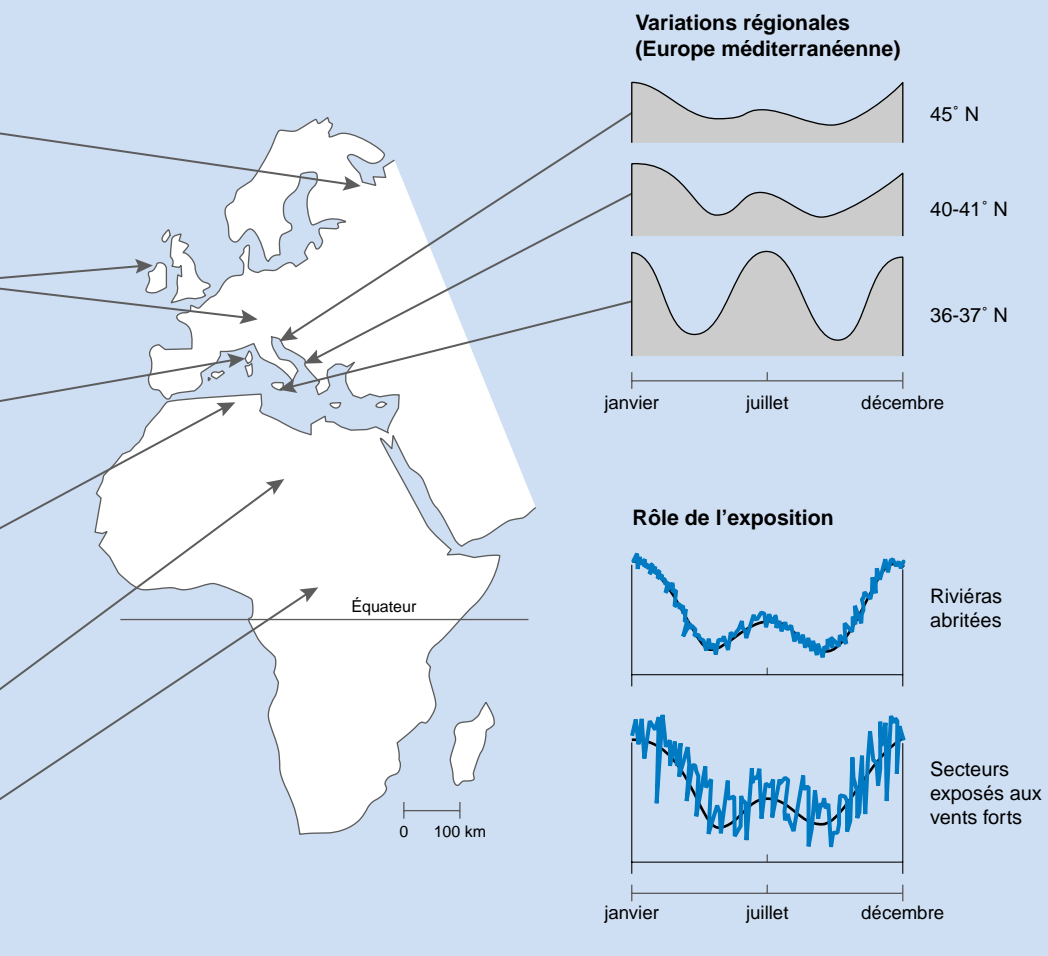 Variations régionales
(Europe méditerranéenne)
45˚ N
40-41˚ N
36-37˚ N
janvier juillet décembre
Équateur
0 100 km
Rôle de l’exposition
Riviéras
abritées
Secteurs
exposés aux
vents forts
janvier juillet décembre